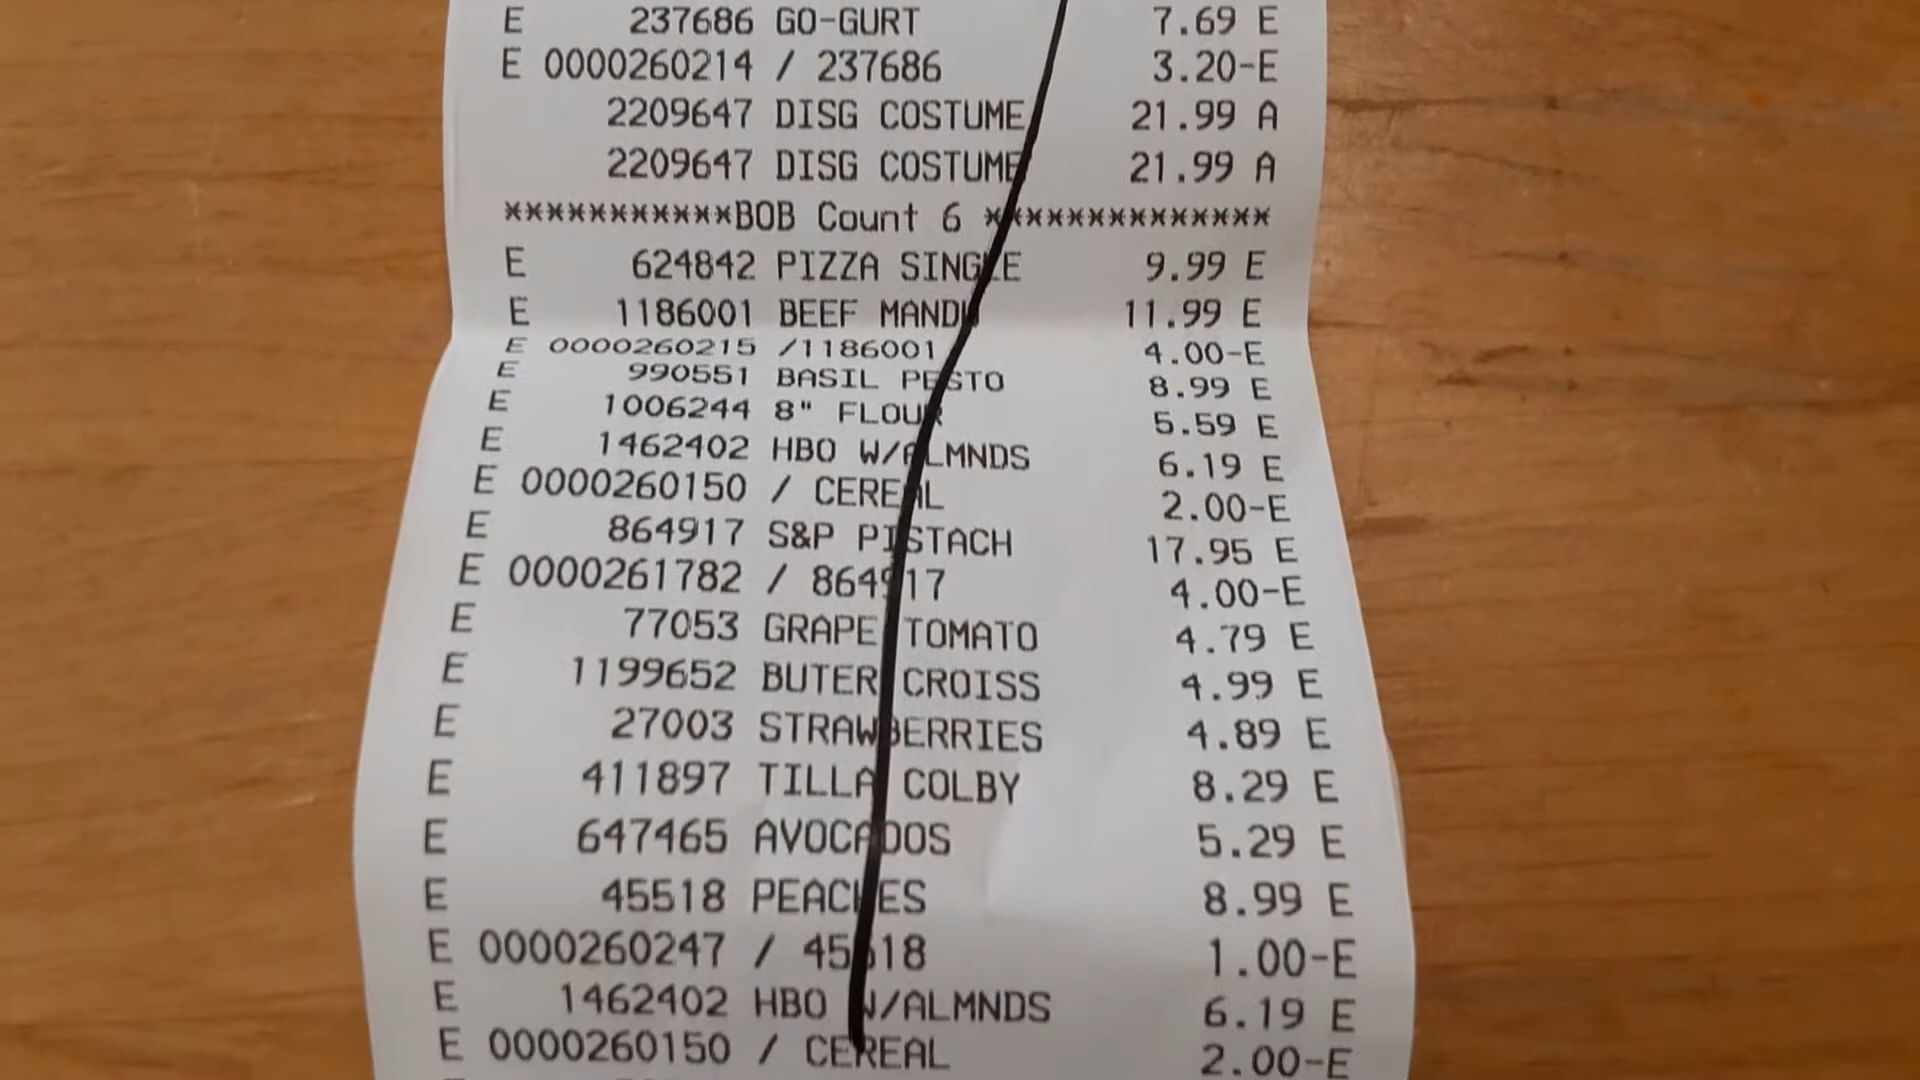 E 237686 GO-GURT 7.69 E
E 0000260214 / 237686 3.20-E
2209647 DISG COSTUME 21.99 A
2209647 DISG COSTUME 21.99 A
***********BOB Count 6 **************
E 624842 PIZZA SINGLE 9.99 E
E 1186001 BEEF MANDU 11.99 E
E 0000260215 /1186001 4.00-E
E 990551 BASIL PESTO 8.99 E
E 1006244 8" FLOUR 5.59 E
E 1462402 HBO W/ALMNDS 6.19 E
E 0000260150 / CEREAL 2.00-E
E 864917 S&P PISTACH 17.95 E
E 0000261782 / 864917 4.00-E
E 77053 GRAPE TOMATO 4.79 E
E 1199652 BUTER CROISS 4.99 E
E 27003 STRAWBERRIES 4.89 E
E 411897 TILLA COLBY 8.29 E
E 647465 AVOCADOS 5.29 E
E 45518 PEACHES 8.99 E
E 0000260247 / 45518 1.00-E
E 1462402 HBO W/ALMNDS 6.19 E
E 0000260150 / CEREAL 2.00-E